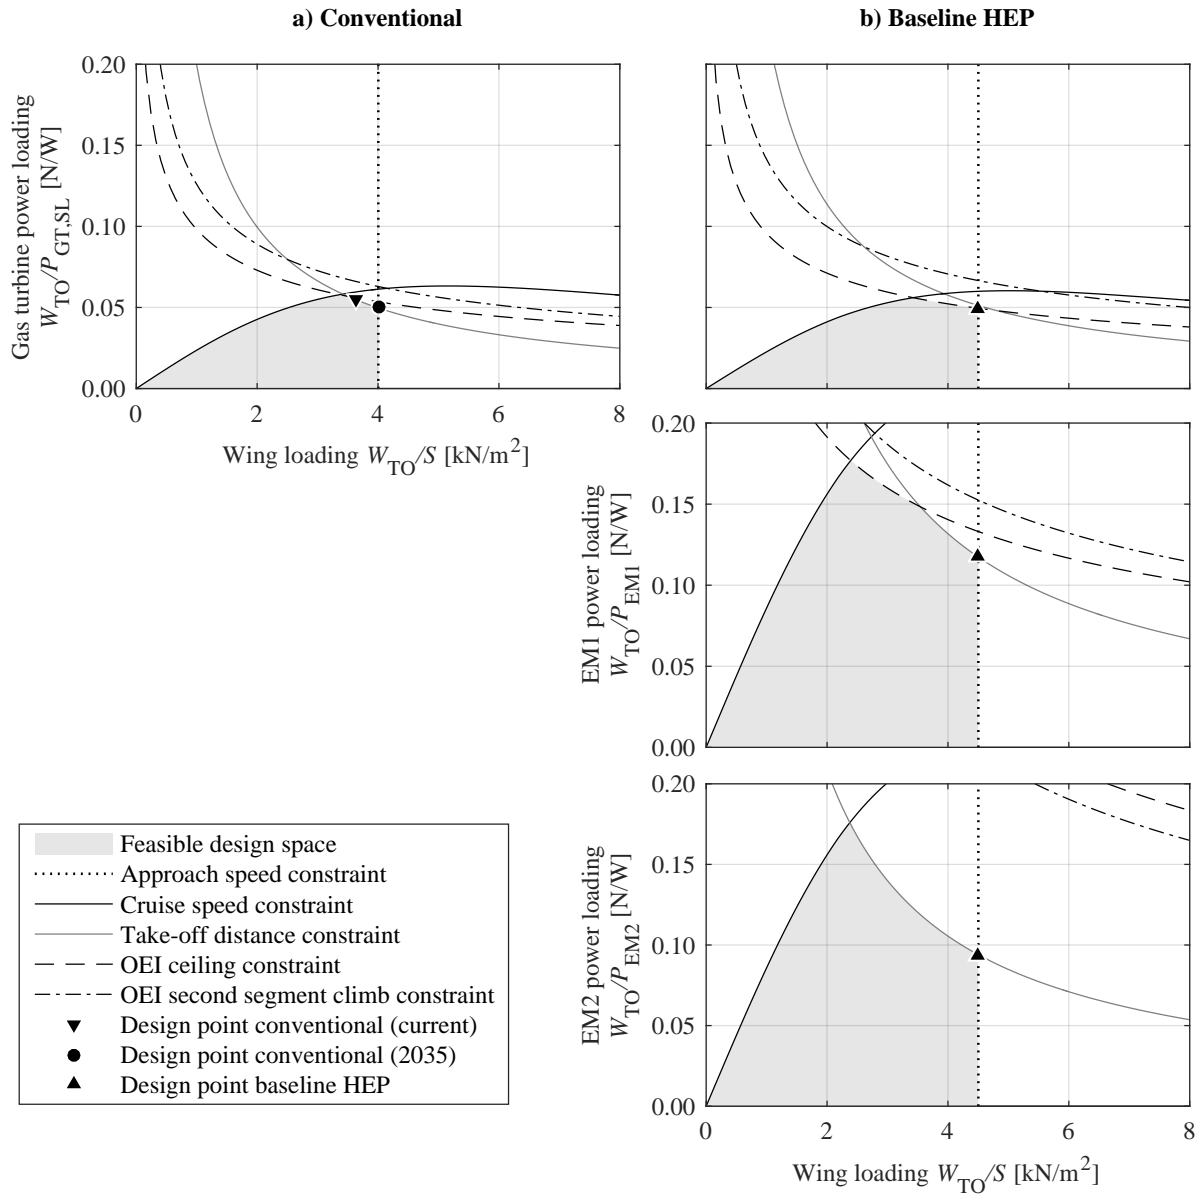 a) Conventional
b) Baseline HEP
Gas turbine power loading
W_TO/P_GT,SL [N/W]
0.20
0.15
0.10
0.05
0.00
0 2 4 6 8
Wing loading W_TO/S [kN/m²]
0.20
0.15
0.10
0.05
0.00
EM1 power loading
W_TO/P_EM1 [N/W]
0.20
0.15
0.10
0.05
0.00
EM2 power loading
W_TO/P_EM2 [N/W]
0 2 4 6 8
Wing loading W_TO/S [kN/m²]
Feasible design space
Approach speed constraint
Cruise speed constraint
Take-off distance constraint
OEI ceiling constraint
OEI second segment climb constraint
Design point conventional (current)
Design point conventional (2035)
Design point baseline HEP